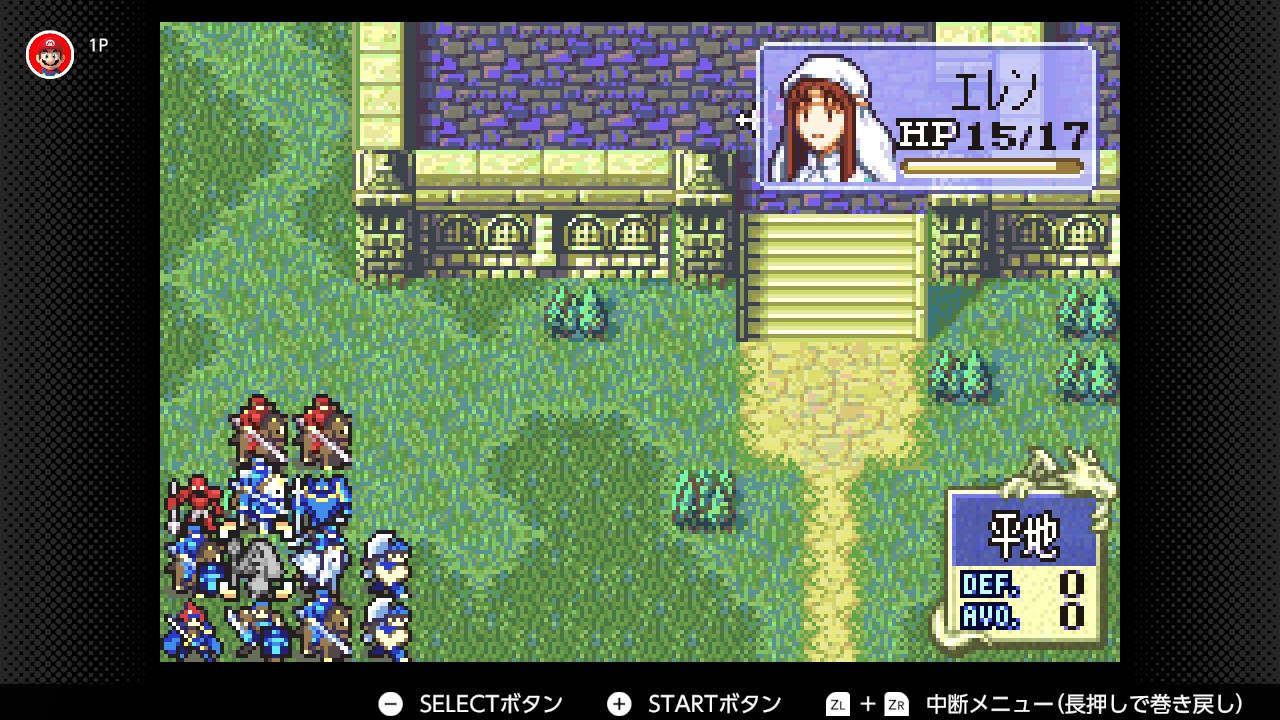 1P
エレン
HP 15/17
平地
DEF. 0
AVO. 0
− SELECTボタン + STARTボタン ZL + ZR 中断メニュー(長押しで巻き戻し)